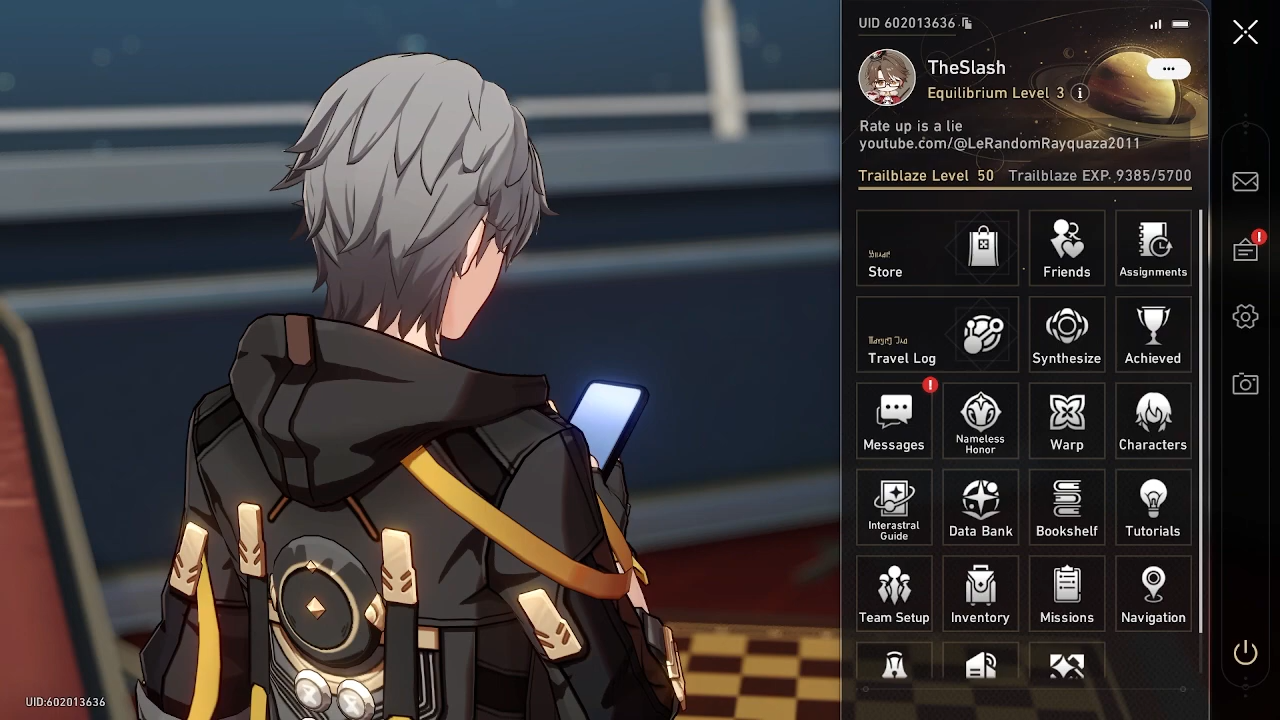 UID 602013636
TheSlash
Equilibrium Level 3
Rate up is a lie
youtube.com/@LeRandomRayquaza2011
Trailblaze Level 50 Trailblaze EXP. 9385/5700
Store
Friends
Assignments
Travel Log
Synthesize
Achieved
Messages
Nameless
Honor
Warp
Characters
Interastral
Guide
Data Bank
Bookshelf
Tutorials
Team Setup
Inventory
Missions
Navigation
UID:602013636